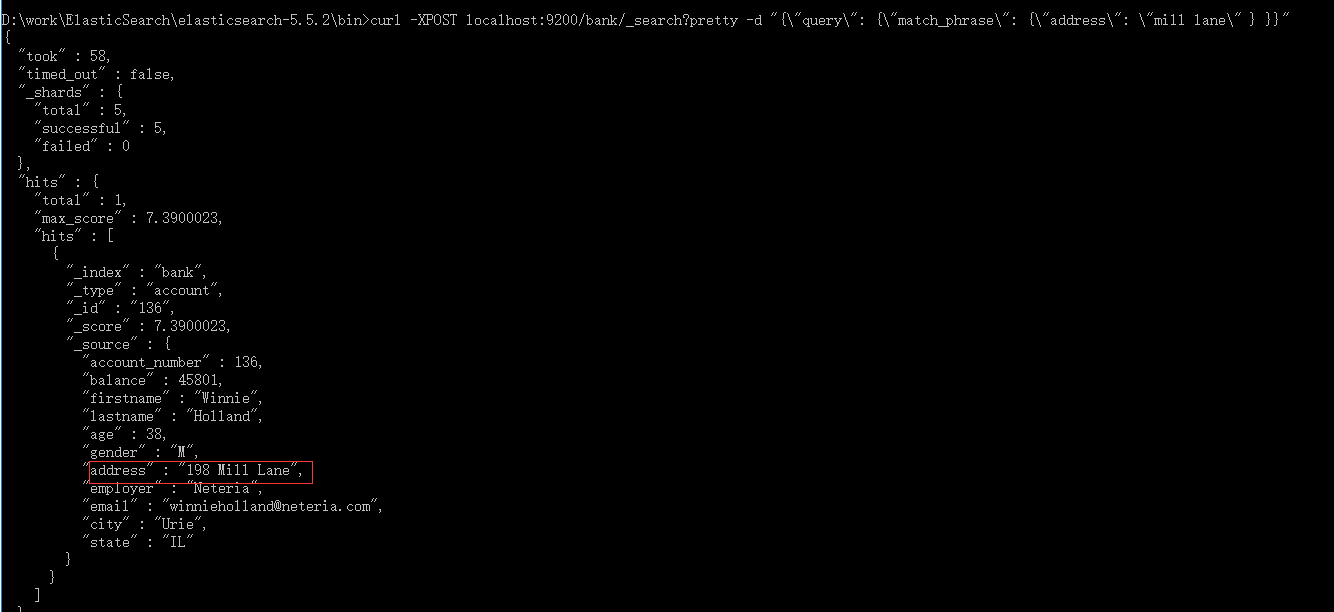 D:\work\ElasticSearch\elasticsearch-5.5.2\bin>curl -XPOST localhost:9200/bank/_search?pretty -d "{\"query\": {\"match_phrase\": {\"address\": \"mill lane\" } }}"
{
  "took" : 58,
  "timed_out" : false,
  "_shards" : {
    "total" : 5,
    "successful" : 5,
    "failed" : 0
  },
  "hits" : {
    "total" : 1,
    "max_score" : 7.3900023,
    "hits" : [
      {
        "_index" : "bank",
        "_type" : "account",
        "_id" : "136",
        "_score" : 7.3900023,
        "_source" : {
          "account_number" : 136,
          "balance" : 45801,
          "firstname" : "Winnie",
          "lastname" : "Holland",
          "age" : 38,
          "gender" : "M",
          "address" : "198 Mill Lane",
          "employer" : "Neteria",
          "email" : "winnieholland@neteria.com",
          "city" : "Urie",
          "state" : "IL"
        }
      }
    ]
  }